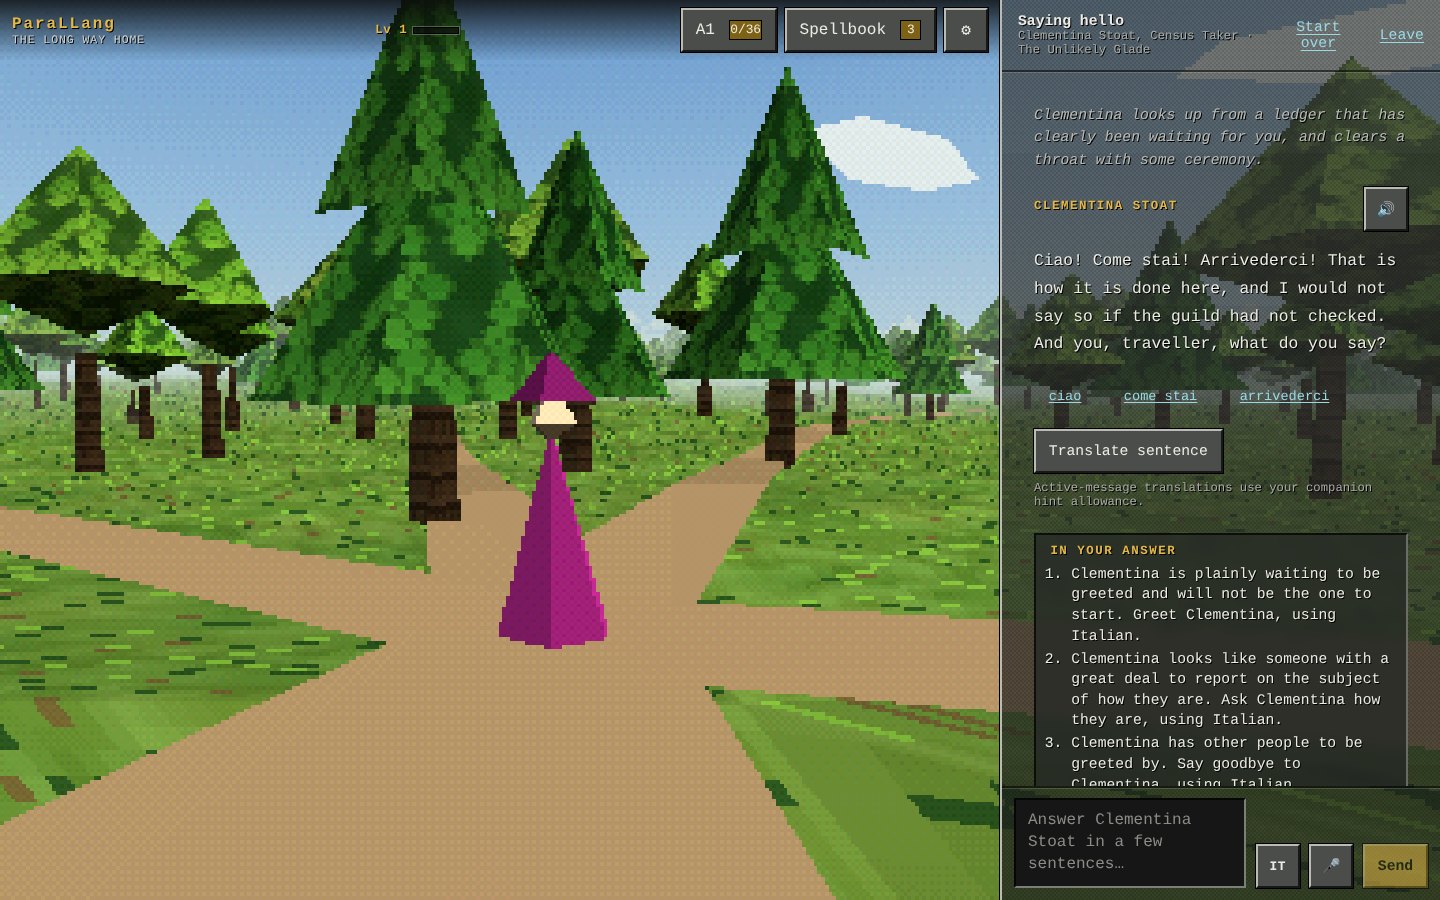 ParaLLang
THE LONG WAY HOME
Lv 1
A1 0/36
Spellbook 3
Saying hello
Clementina Stoat, Census Taker ·
The Unlikely Glade
Start over
Leave
Clementina looks up from a ledger that has
clearly been waiting for you, and clears a
throat with some ceremony.
CLEMENTINA STOAT
Ciao! Come stai! Arrivederci! That is
how it is done here, and I would not
say so if the guild had not checked.
And you, traveller, what do you say?
ciao come stai arrivederci
Translate sentence
Active-message translations use your companion
hint allowance.
IN YOUR ANSWER
1. Clementina is plainly waiting to be
greeted and will not be the one to
start. Greet Clementina, using
Italian.
2. Clementina looks like someone with a
great deal to report on the subject
of how they are. Ask Clementina how
they are, using Italian.
3. Clementina has other people to be
greeted by. Say goodbye to
Clementina, using Italian.
Answer Clementina
Stoat in a few
sentences…
IT
Send